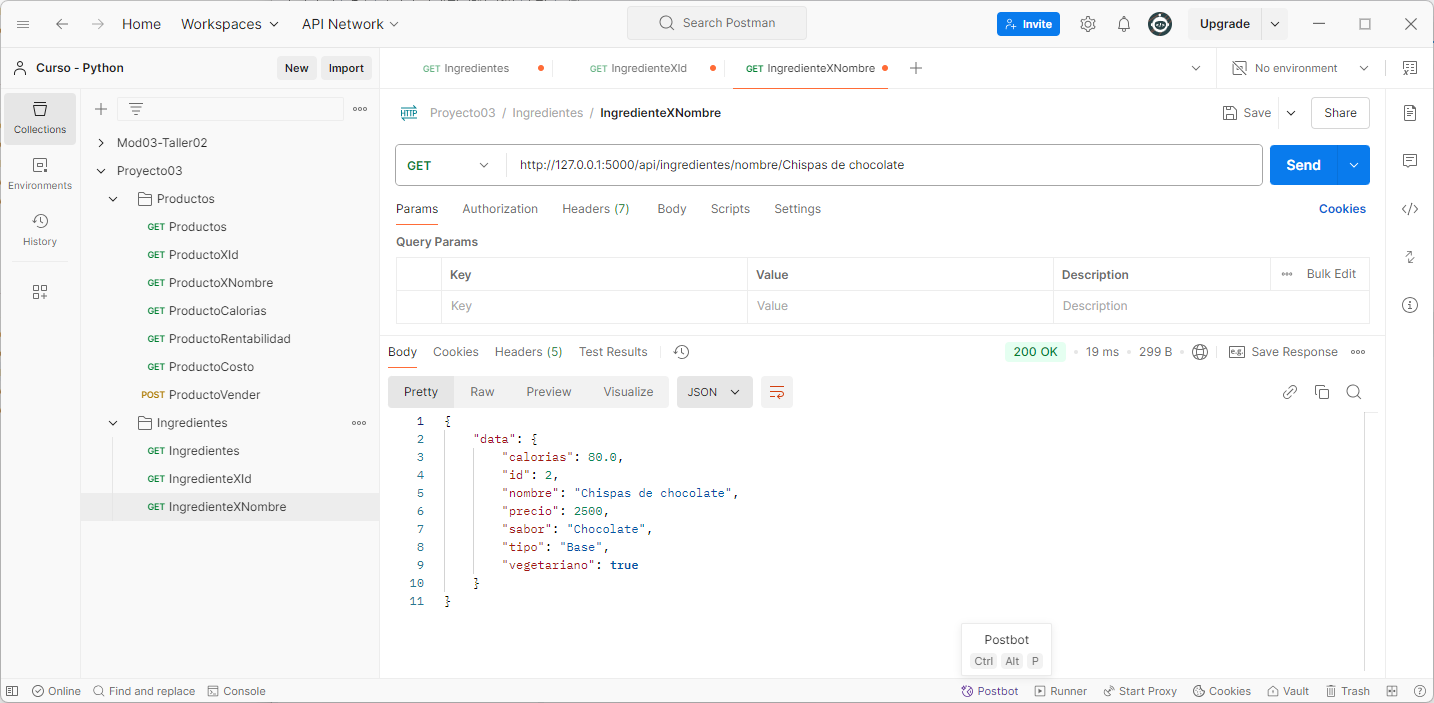 Home Workspaces API Network Search Postman Invite Upgrade
Curso - Python New Import GET Ingredientes GET IngredienteXId GET IngredienteXNombre No environment
Collections
Environments
History
Mod03-Taller02
Proyecto03
Productos
GET Productos
GET ProductoXId
GET ProductoXNombre
GET ProductoCalorias
GET ProductoRentabilidad
GET ProductoCosto
POST ProductoVender
Ingredientes
GET Ingredientes
GET IngredienteXId
GET IngredienteXNombre
HTTP Proyecto03 / Ingredientes / IngredienteXNombre Save Share
GET http://127.0.0.1:5000/api/ingredientes/nombre/Chispas de chocolate Send
Params Authorization Headers (7) Body Scripts Settings Cookies
Query Params
Key Value Description Bulk Edit
Key Value Description
Body Cookies Headers (5) Test Results 200 OK 19 ms 299 B e.g. Save Response
Pretty Raw Preview Visualize JSON
1 {
2 "data": {
3 "calorias": 80.0,
4 "id": 2,
5 "nombre": "Chispas de chocolate",
6 "precio": 2500,
7 "sabor": "Chocolate",
8 "tipo": "Base",
9 "vegetariano": true
10 }
11 }
Postbot
Ctrl Alt P
Online Find and replace Console Postbot Runner Start Proxy Cookies Vault Trash